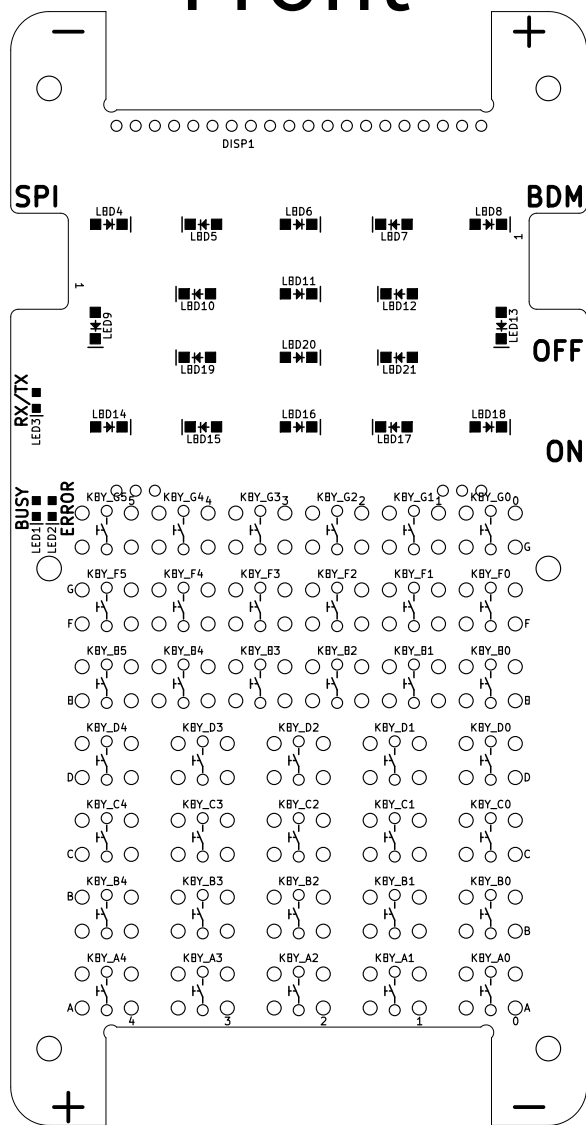 Front
− +
DISP1
SPI BDM
LBD4 LBD6 LBD8
LBD5 LBD7
1 1
LBD11
LBD10 LBD12
LED9 LED13
LBD20 OFF
LBD19 LBD21
RX/TX
LED3
LBD14 LBD16 LBD18
LBD15 LBD17
ON
BUSY ERROR
LED1 LED2
KBY_G5 5 KBY_G4 4 KBY_G3 3 KBY_G2 2 KBY_G1 1 KBY_G0 0
G
KBY_F5 KBY_F4 KBY_F3 KBY_F2 KBY_F1 KBY_F0
G
F F
KBY_B5 KBY_B4 KBY_B3 KBY_B2 KBY_B1 KBY_B0
B B
KBY_D4 KBY_D3 KBY_D2 KBY_D1 KBY_D0
D D
KBY_C4 KBY_C3 KBY_C2 KBY_C1 KBY_C0
C C
KBY_B4 KBY_B3 KBY_B2 KBY_B1 KBY_B0
B
B
KBY_A4 KBY_A3 KBY_A2 KBY_A1 KBY_A0
A A
4 3 2 1 0
+ −